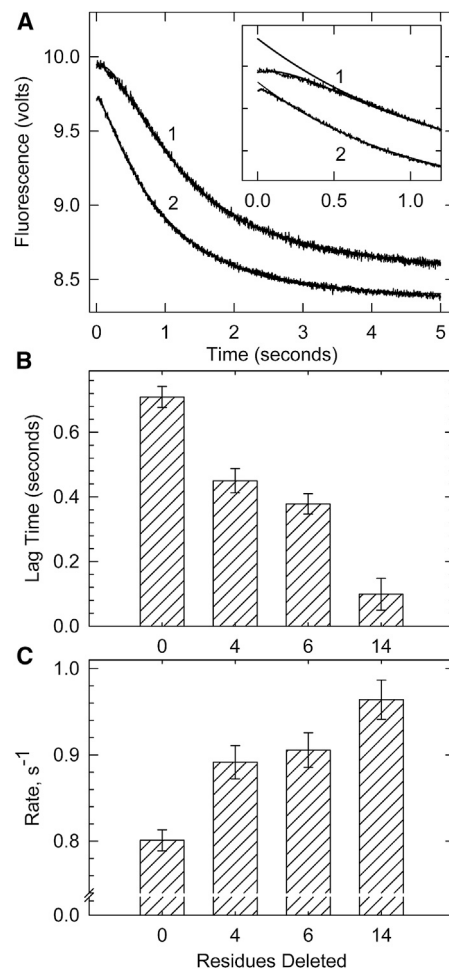 A
10.0
9.5
9.0
8.5
Fluorescence (volts)
1
2
1
2
0.0 0.5 1.0
0 1 2 3 4 5
Time (seconds)
B
0.6
0.4
0.2
0.0
Lag Time (seconds)
0 4 6 14
C
1.0
0.9
0.8
0.0
Rate, s-1
0 4 6 14
Residues Deleted